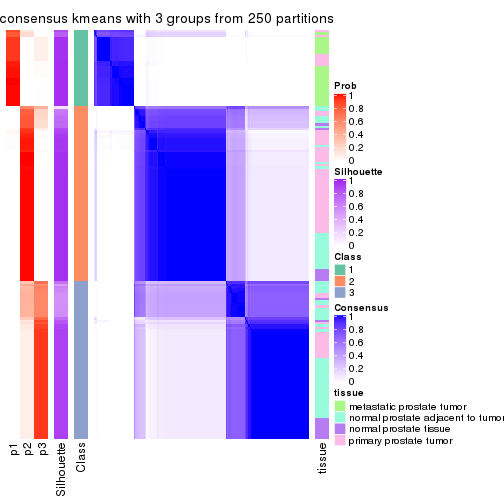 consensus kmeans with 3 groups from 250 partitions
Prob
1
0.8
0.6
0.4
0.2
0
Silhouette
1
0.8
0.6
0.4
0.2
0
Class
1
2
3
Consensus
1
0.8
0.6
0.4
0.2
0
tissue
metastatic prostate tumor
normal prostate adjacent to tumor
normal prostate tissue
primary prostate tumor
p1
p2
p3
Silhouette
Class
tissue